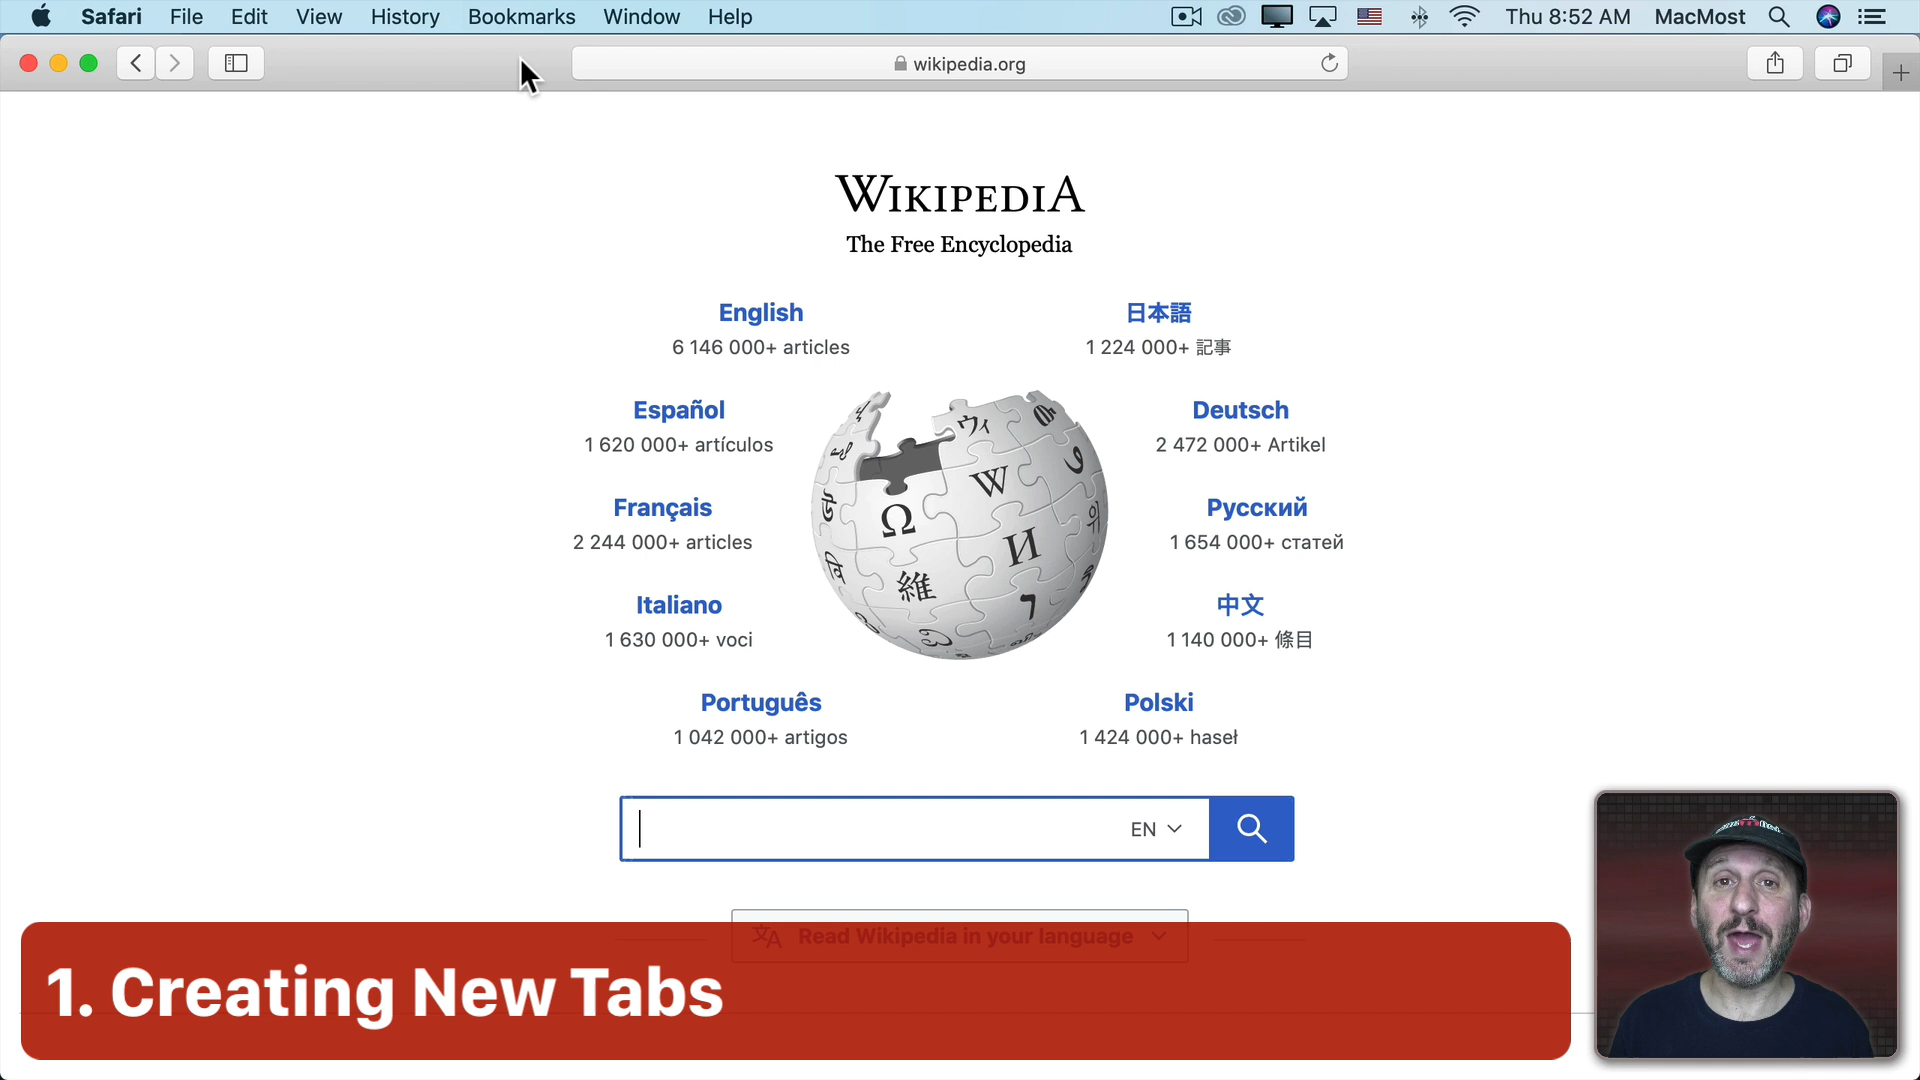 Safari File Edit View History Bookmarks Window Help Thu 8:52 AM MacMost
wikipedia.org
WIKIPEDIA
The Free Encyclopedia
English
6 146 000+ articles
日本語
1 224 000+ 記事
Español
1 620 000+ artículos
Deutsch
2 472 000+ Artikel
Français
2 244 000+ articles
Русский
1 654 000+ статей
Italiano
1 630 000+ voci
中文
1 140 000+ 條目
Português
1 042 000+ artigos
Polski
1 424 000+ haseł
ウィ
W
Ω
И
維
EN
Read Wikipedia in your language
1. Creating New Tabs